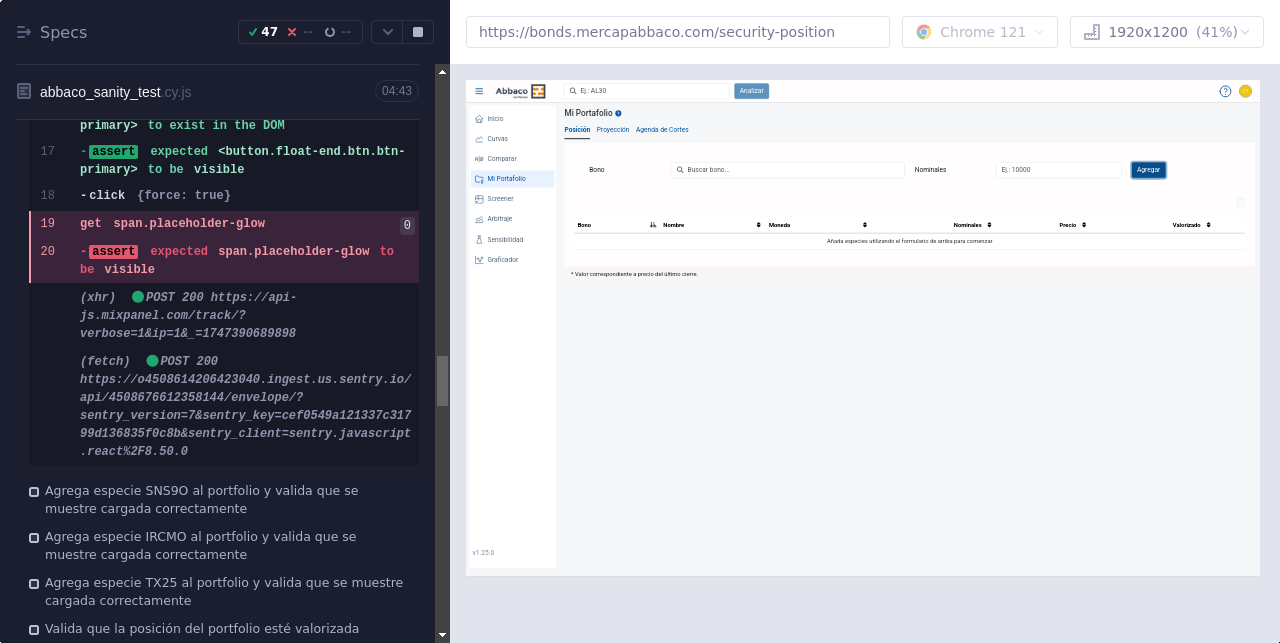 Specs
47
--
--
https://bonds.mercapabbaco.com/security-position
Chrome 121
1920x1200 (41%)
abbaco_sanity_test.cy.js
04:43
primary> to exist in the DOM
17 -assert expected <button.float-end.btn.btn-
primary> to be visible
18 -click {force: true}
19 get span.placeholder-glow 0
20 -assert expected span.placeholder-glow to
be visible
(xhr) POST 200 https://api-
js.mixpanel.com/track/?
verbose=1&ip=1&_=1747390689898
(fetch) POST 200
https://o4508614206423040.ingest.us.sentry.io/
api/4508676612358144/envelope/?
sentry_version=7&sentry_key=cef0549a121337c317
99d136835f0c8b&sentry_client=sentry.javascript
.react%2F8.50.0
Agrega especie SNS9O al portfolio y valida que se
muestre cargada correctamente
Agrega especie IRCMO al portfolio y valida que se
muestre cargada correctamente
Agrega especie TX25 al portfolio y valida que se muestre
cargada correctamente
Valida que la posición del portfolio esté valorizada
Abbaco
Ej.: AL30
Analizar
Inicio
Curvas
Comparar
Mi Portafolio
Screener
Arbitraje
Sensibilidad
Graficador
v1.25.0
Mi Portafolio
Posición Proyección Agenda de Cortes
Bono Buscar bono... Nominales Ej.: 10000 Agregar
Bono Nombre Moneda Nominales Precio Valorizado
Añada especies utilizando el formulario de arriba para comenzar
* Valor correspondiente a precio del último cierre.